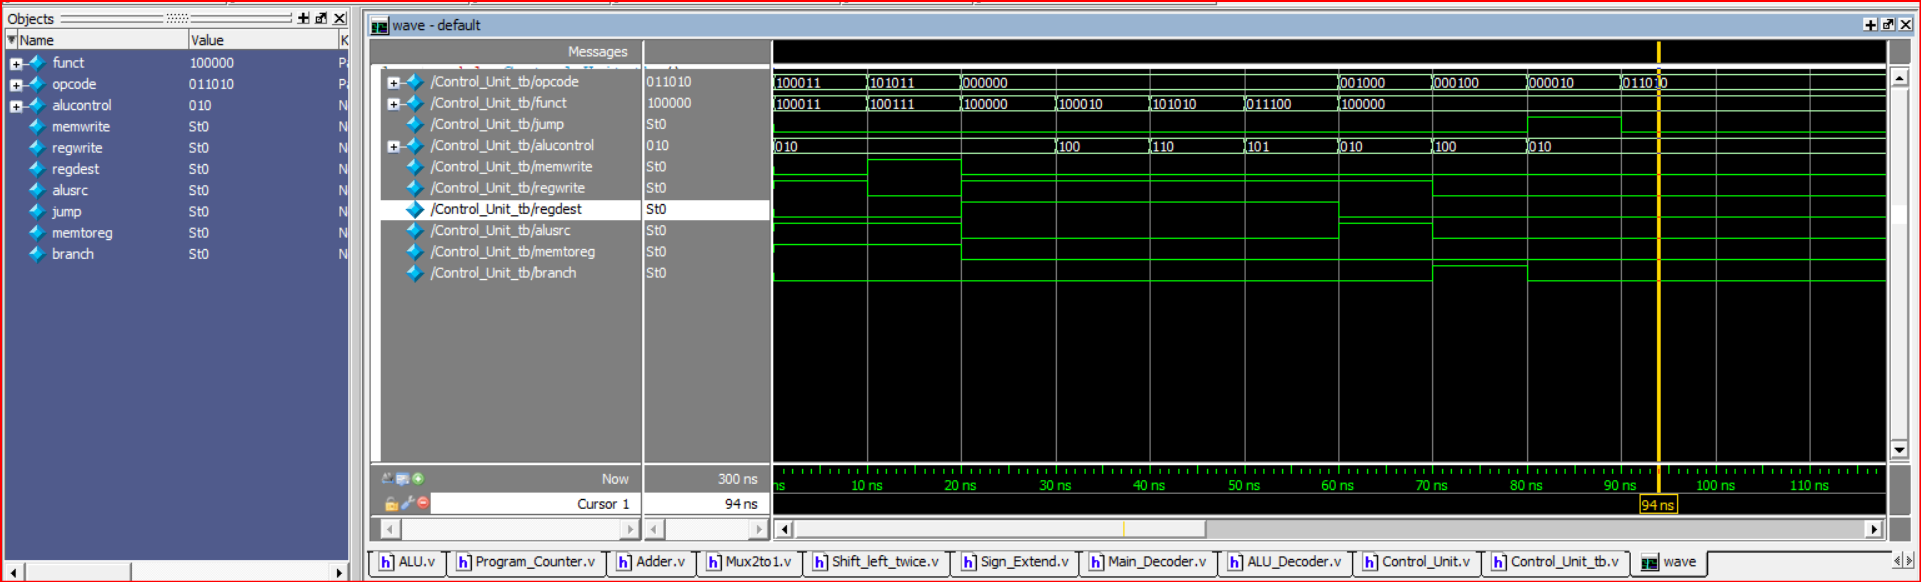 Objects
Name Value K
funct 100000 P
opcode 011010 P
alucontrol 010 N
memwrite St0 N
regwrite St0 N
regdest St0 N
alusrc St0 N
jump St0 N
memtoreg St0 N
branch St0 N
wave - default
Messages
/Control_Unit_tb/opcode 011010 100011 101011 000000 001000 000100 000010 011010
/Control_Unit_tb/funct 100000 100011 100111 100000 100010 101010 011100 100000
/Control_Unit_tb/jump St0
/Control_Unit_tb/alucontrol 010 010 100 110 101 010 100 010
/Control_Unit_tb/memwrite St0
/Control_Unit_tb/regwrite St0
/Control_Unit_tb/regdest St0
/Control_Unit_tb/alusrc St0
/Control_Unit_tb/memtoreg St0
/Control_Unit_tb/branch St0
Now 300 ns
ns 10 ns 20 ns 30 ns 40 ns 50 ns 60 ns 70 ns 80 ns 90 ns 100 ns 110 ns
Cursor 1 94 ns
94 ns
ALU.v Program_Counter.v Adder.v Mux2to1.v Shift_left_twice.v Sign_Extend.v Main_Decoder.v ALU_Decoder.v Control_Unit.v Control_Unit_tb.v wave